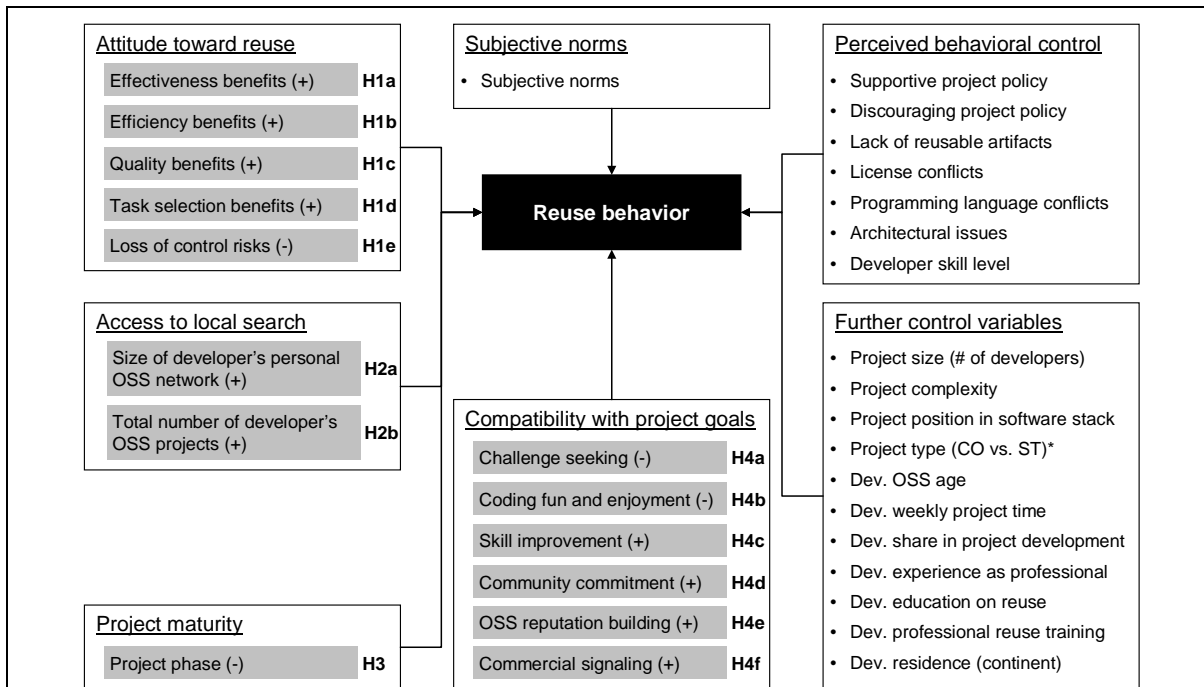 Attitude toward reuse
Effectiveness benefits (+) H1a
Efficiency benefits (+) H1b
Quality benefits (+) H1c
Task selection benefits (+) H1d
Loss of control risks (-) H1e
Access to local search
Size of developer's personal
OSS network (+) H2a
Total number of developer's
OSS projects (+) H2b
Project maturity
Project phase (-) H3
Subjective norms
• Subjective norms
Reuse behavior
Compatibility with project goals
Challenge seeking (-) H4a
Coding fun and enjoyment (-) H4b
Skill improvement (+) H4c
Community commitment (+) H4d
OSS reputation building (+) H4e
Commercial signaling (+) H4f
Perceived behavioral control
• Supportive project policy
• Discouraging project policy
• Lack of reusable artifacts
• License conflicts
• Programming language conflicts
• Architectural issues
• Developer skill level
Further control variables
• Project size (# of developers)
• Project complexity
• Project position in software stack
• Project type (CO vs. ST)*
• Dev. OSS age
• Dev. weekly project time
• Dev. share in project development
• Dev. experience as professional
• Dev. education on reuse
• Dev. professional reuse training
• Dev. residence (continent)